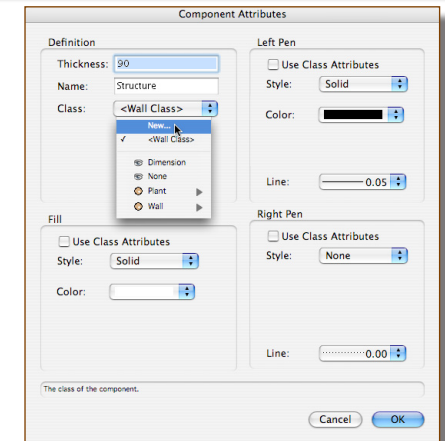 Component Attributes
Definition
Thickness: 90
Name: Structure
Class: <Wall Class>
New...
✓ <Wall Class>
Dimension
None
Plant
Wall
Left Pen
Use Class Attributes
Style: Solid
Color:
Line: 0.05
Fill
Use Class Attributes
Style: Solid
Color:
Right Pen
Use Class Attributes
Style: None
Line: 0.00
The class of the component.
Cancel OK